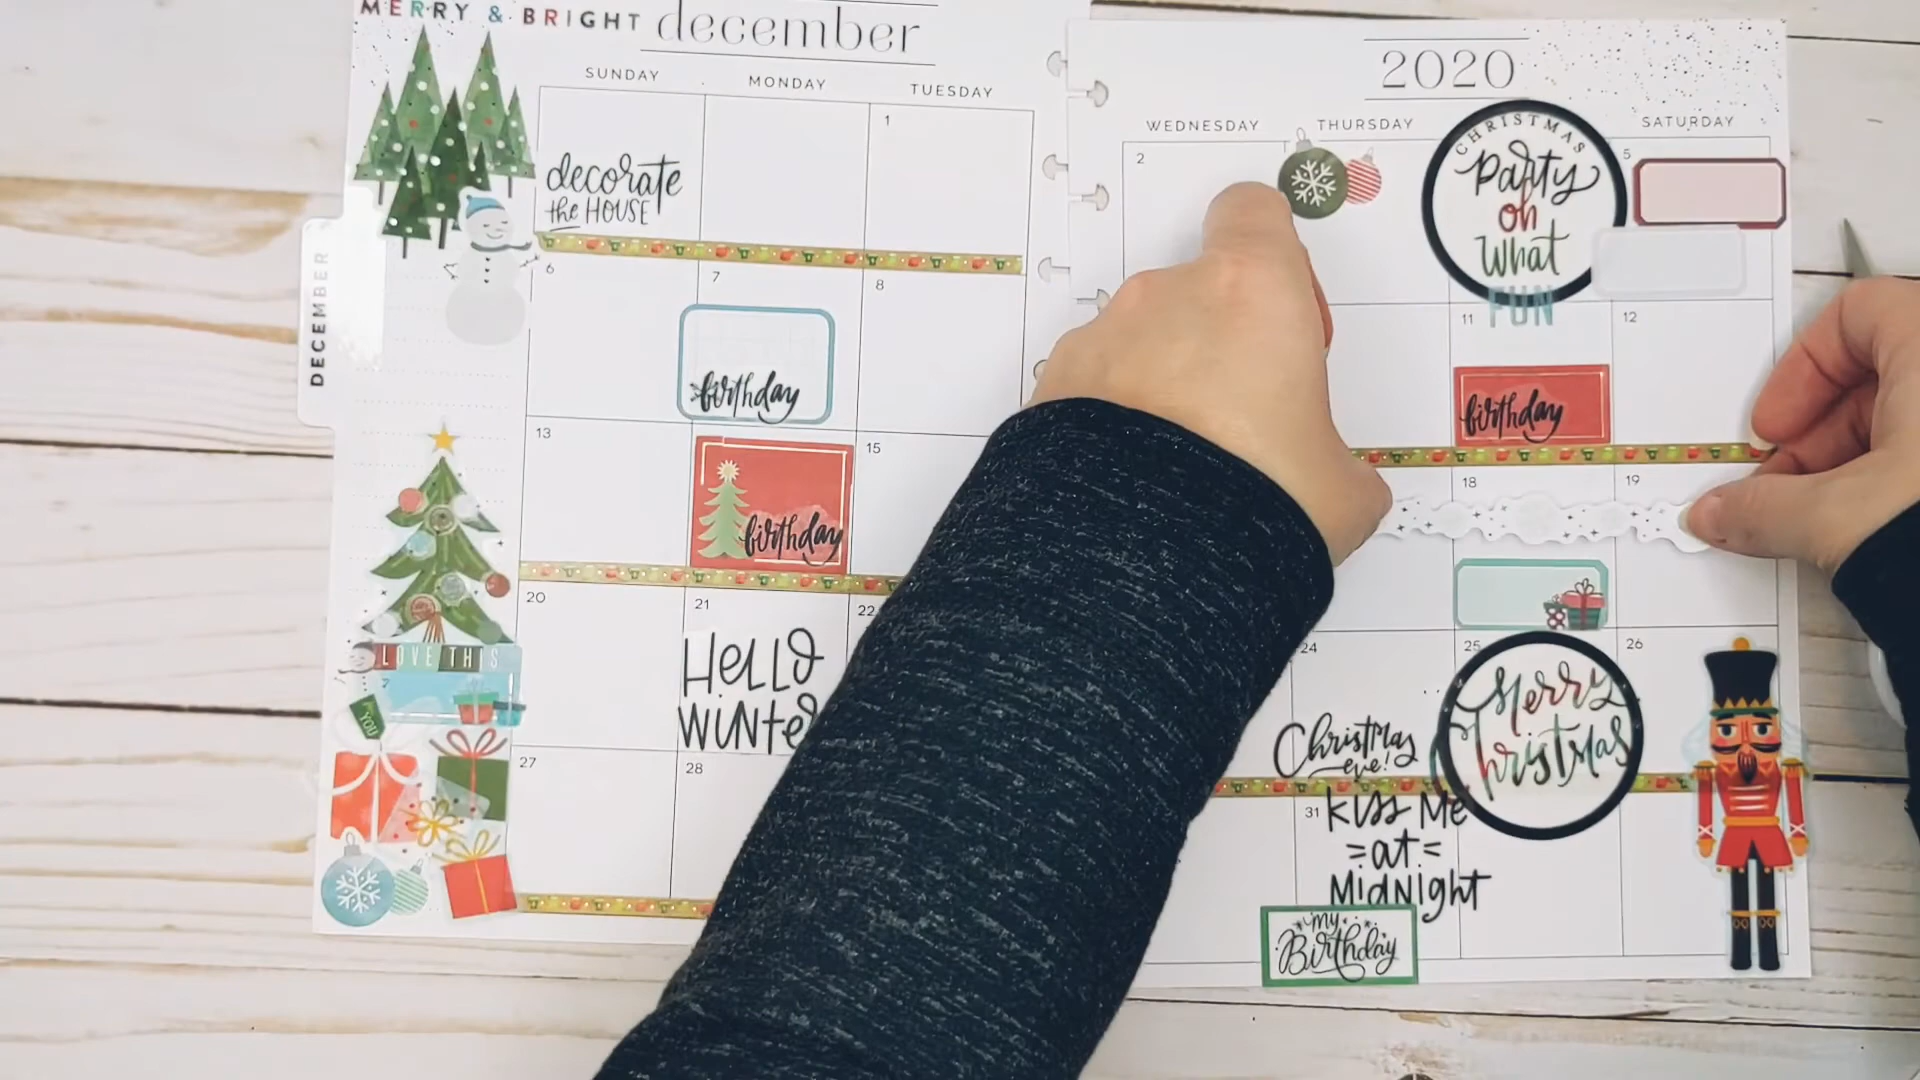 MERRY & BRIGHT
december
SUNDAY
MONDAY
TUESDAY
1
decorate
the HOUSE
6
7
8
birthday
13
15
birthday
20
21
22
HELLO
27
28
DECEMBER
LOVE THIS
YOU
2020
WEDNESDAY
THURSDAY
SATURDAY
2
5
CHRISTMAS
Party
oh
what
FUN
11
12
birthday
18
19
24
25
26
Christmas
eve!
Merry
Christmas
31
KISS Me
=at=
MidNight
my
Birthday